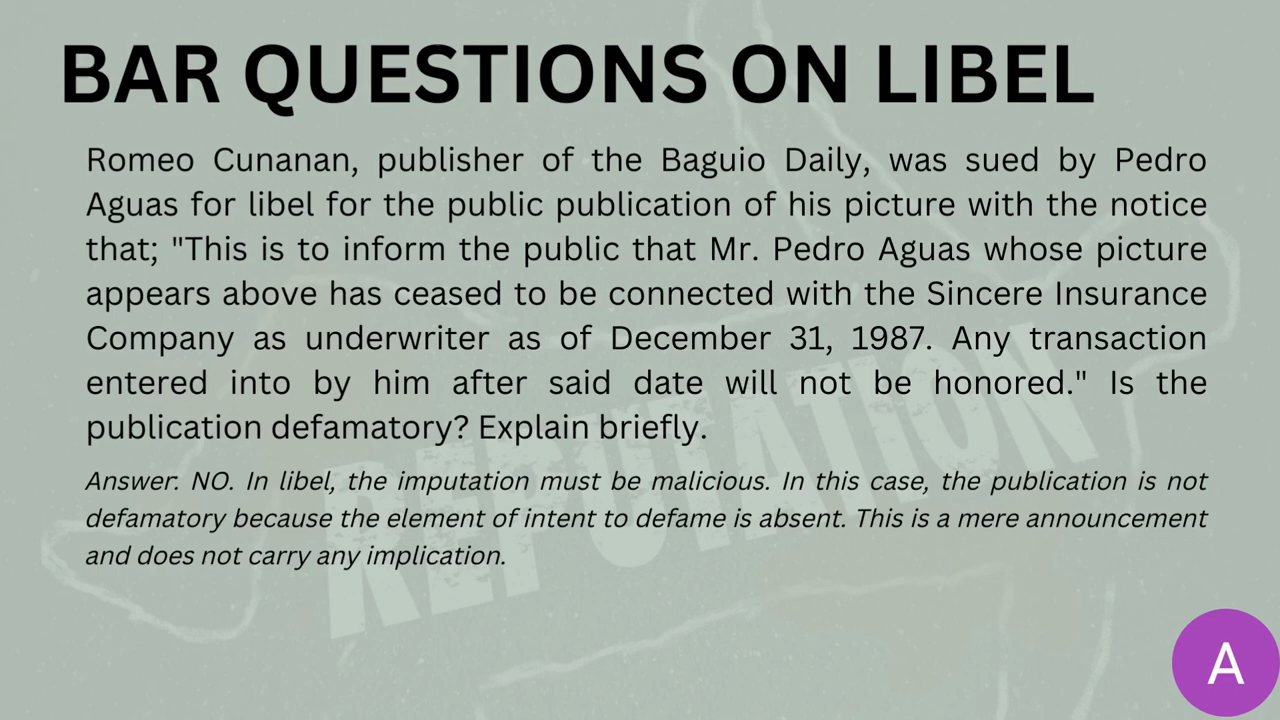 BAR QUESTIONS ON LIBEL
Romeo Cunanan, publisher of the Baguio Daily, was sued by Pedro
Aguas for libel for the public publication of his picture with the notice
that; "This is to inform the public that Mr. Pedro Aguas whose picture
appears above has ceased to be connected with the Sincere Insurance
Company as underwriter as of December 31, 1987. Any transaction
entered into by him after said date will not be honored." Is the
publication defamatory? Explain briefly.
Answer: NO. In libel, the imputation must be malicious. In this case, the publication is not
defamatory because the element of intent to defame is absent. This is a mere announcement
and does not carry any implication.
REPUTATION
A